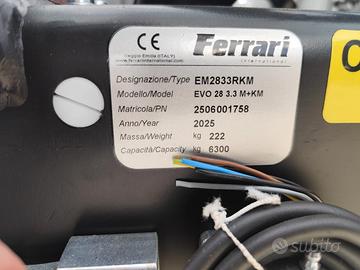 CE
Ferrari
international
Reggio Emilia (ITALY)
www.ferrariinternational.com
Designazione/Type EM2833RKM
Modello/Model EVO 28 3.3 M+KM
Matricola/PN 2506001758
Anno/Year 2025
Massa/Weight kg 222
Capacità/Capacity kg 6300
subito